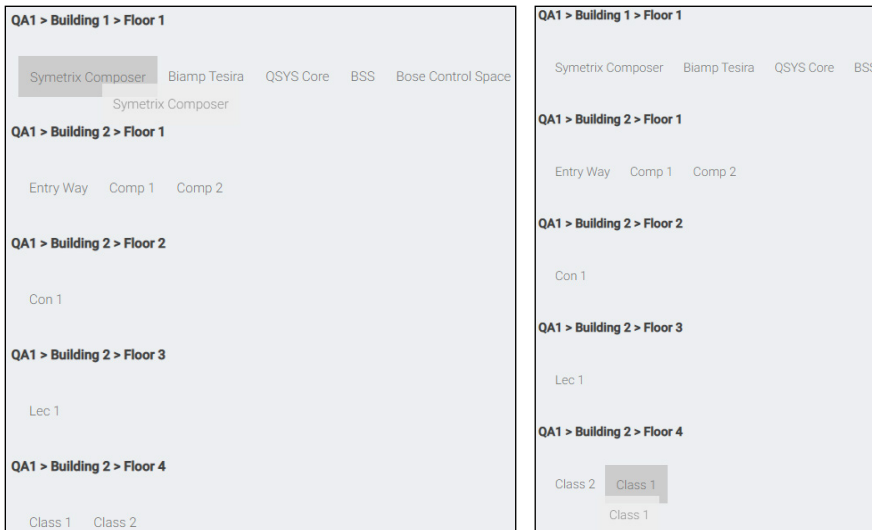 QA1 > Building 1 > Floor 1
Symetrix Composer Biamp Tesira QSYS Core BSS Bose Control Space
Symetrix Composer
QA1 > Building 2 > Floor 1
Entry Way Comp 1 Comp 2
QA1 > Building 2 > Floor 2
Con 1
QA1 > Building 2 > Floor 3
Lec 1
QA1 > Building 2 > Floor 4
Class 1 Class 2
QA1 > Building 1 > Floor 1
Symetrix Composer Biamp Tesira QSYS Core BSS
QA1 > Building 2 > Floor 1
Entry Way Comp 1 Comp 2
QA1 > Building 2 > Floor 2
Con 1
QA1 > Building 2 > Floor 3
Lec 1
QA1 > Building 2 > Floor 4
Class 2 Class 1
Class 1